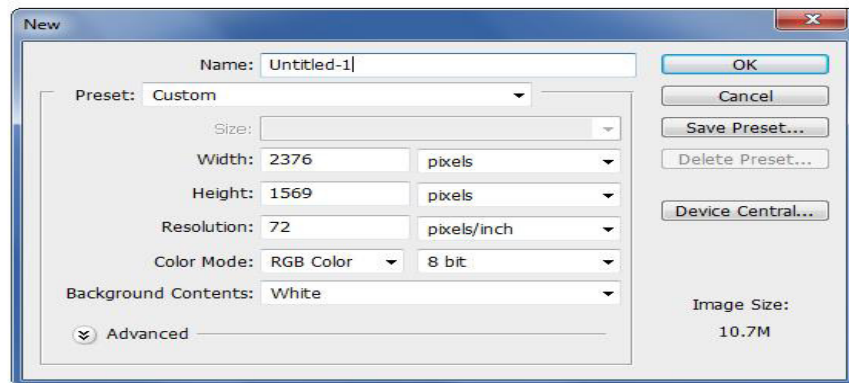 New
Name: Untitled-1
OK
Preset: Custom
Cancel
Size:
Save Preset...
Width: 2376 pixels
Delete Preset...
Height: 1569 pixels
Device Central...
Resolution: 72 pixels/inch
Color Mode: RGB Color 8 bit
Background Contents: White
Image Size:
Advanced
10.7M